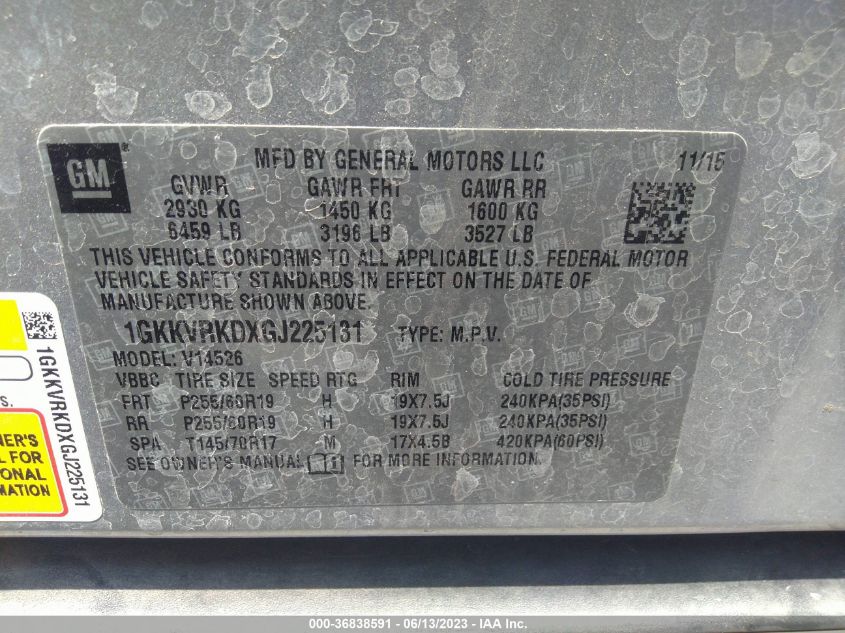 GM
MFD BY GENERAL MOTORS LLC 11/15
GVWR GAWR FRT GAWR RR
2930 KG 1450 KG 1600 KG
6459 LB 3196 LB 3527 LB
THIS VEHICLE CONFORMS TO ALL APPLICABLE U.S. FEDERAL MOTOR
VEHICLE SAFETY STANDARDS IN EFFECT ON THE DATE OF
MANUFACTURE SHOWN ABOVE.
1GKKVRKDXGJ225131 TYPE: M.P.V.
MODEL: V14526
VBBC TIRE SIZE SPEED RTG RIM COLD TIRE PRESSURE
FRT P255/60R19 H 19X7.5J 240KPA(35PSI)
RR P255/60R19 H 19X7.5J 240KPA(35PSI)
SPA T145/70R17 M 17X4.5B 420KPA(60PSI)
SEE OWNER'S MANUAL FOR MORE INFORMATION.
1GKKVRKDXGJ225131
S.
NER'S
L FOR
ONAL
MATION
000-36838591 - 06/13/2023 - IAA Inc.